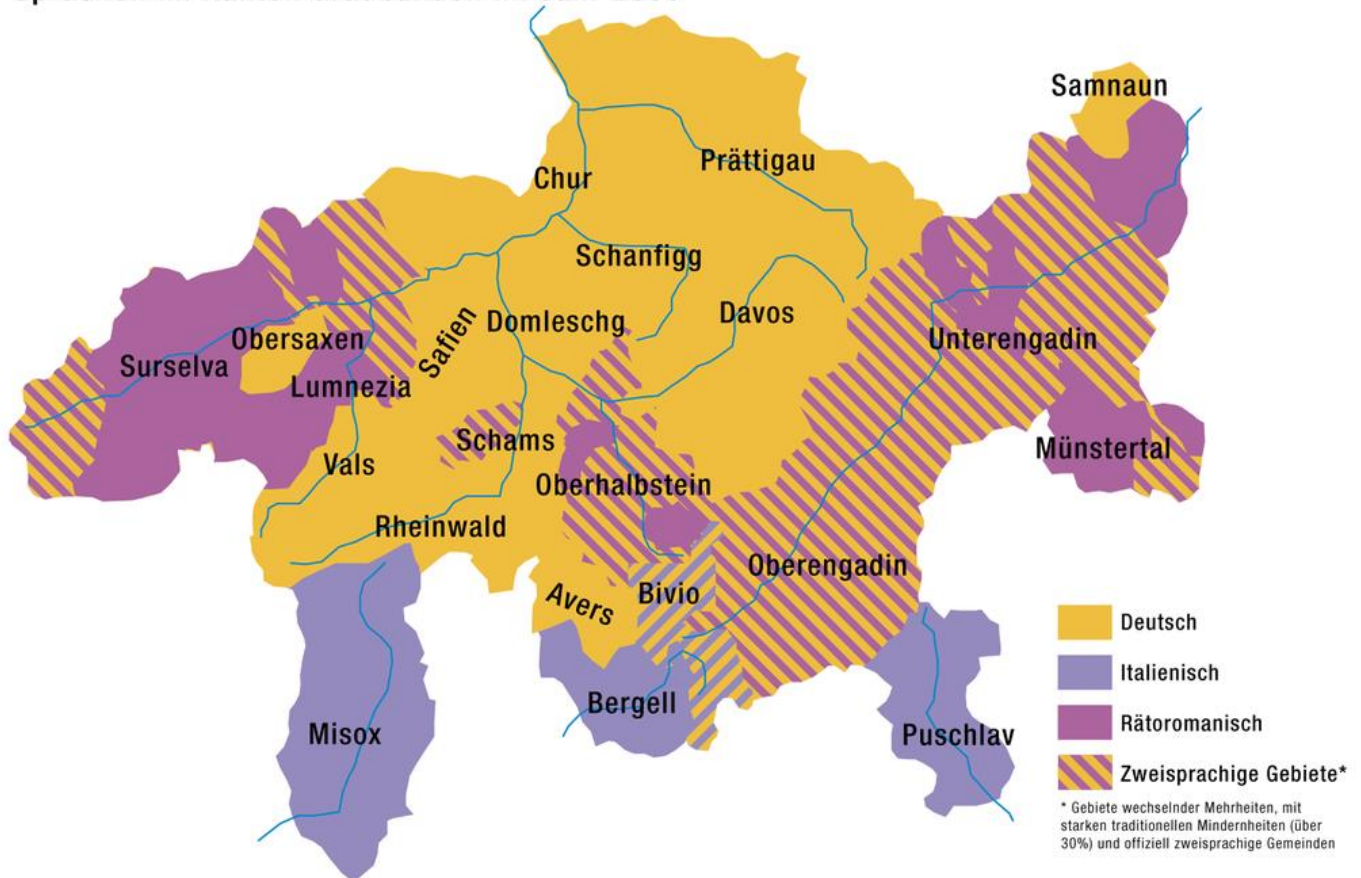 Samnaun
Prättigau
Chur
Schanfigg
Davos
Domleschg
Safien
Obersaxen
Surselva
Lumnezia
Unterengadin
Schams
Vals
Münstertal
Oberhalbstein
Rheinwald
Oberengadin
Avers
Bivio
Bergell
Misox
Puschlav
Deutsch
Italienisch
Rätoromanisch
Zweisprachige Gebiete*
* Gebiete wechselnder Mehrheiten, mit
starken traditionellen Mindernheiten (über
30%) und offiziell zweisprachige Gemeinden